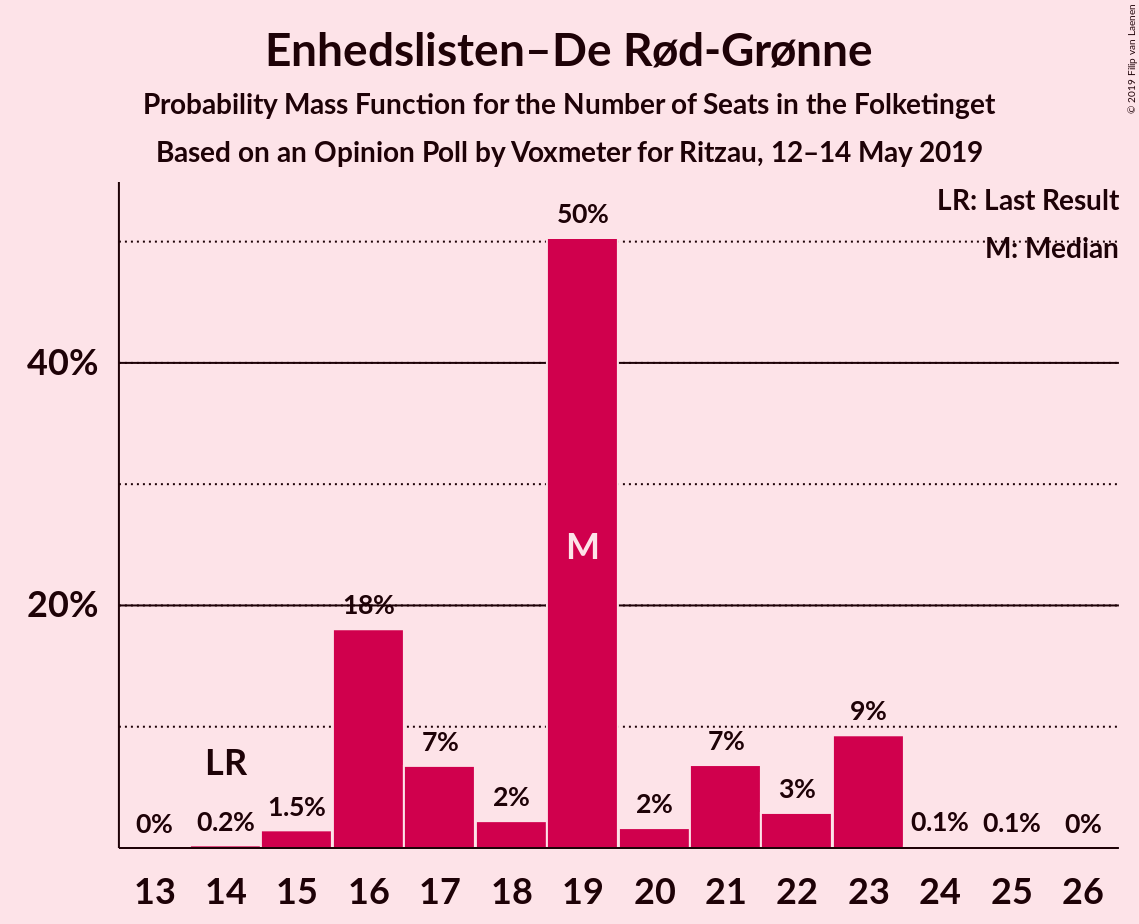 Enhedslisten–De Rød-Grønne
Probability Mass Function for the Number of Seats in the Folketinget
Based on an Opinion Poll by Voxmeter for Ritzau, 12–14 May 2019
© 2019 Filip van Laenen
LR: Last Result
M: Median
50%
40%
M
20%
18%
9%
7%
7%
LR
3%
2%
2%
1.5%
0%
0.2%
0.1%
0.1%
0%
13 14 15 16 17 18 19 20 21 22 23 24 25 26